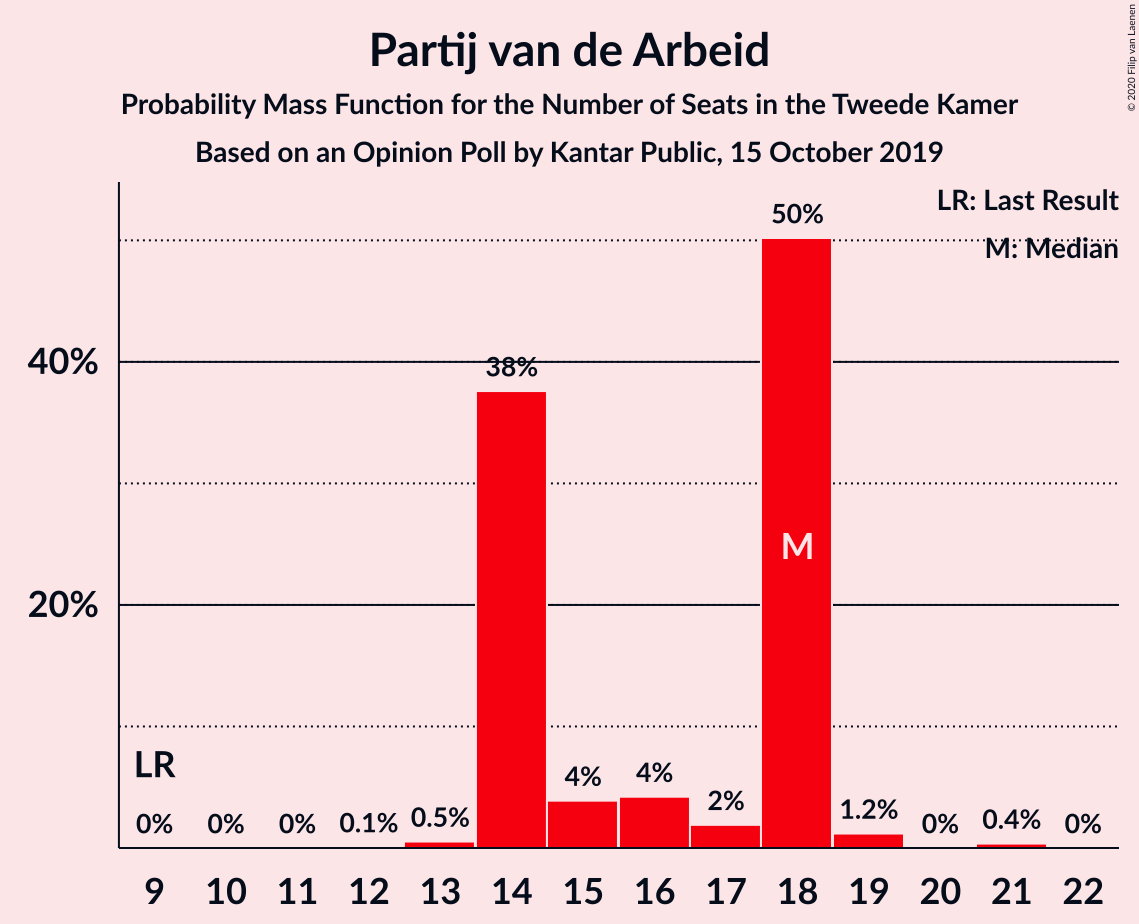 Partij van de Arbeid
Probability Mass Function for the Number of Seats in the Tweede Kamer
Based on an Opinion Poll by Kantar Public, 15 October 2019
© 2020 Filip van Laenen
LR: Last Result
M: Median
50%
40%
38%
M
20%
LR
0% 0% 0% 0.1% 0.5% 4% 4% 2% 1.2% 0% 0.4% 0%
9 10 11 12 13 14 15 16 17 18 19 20 21 22